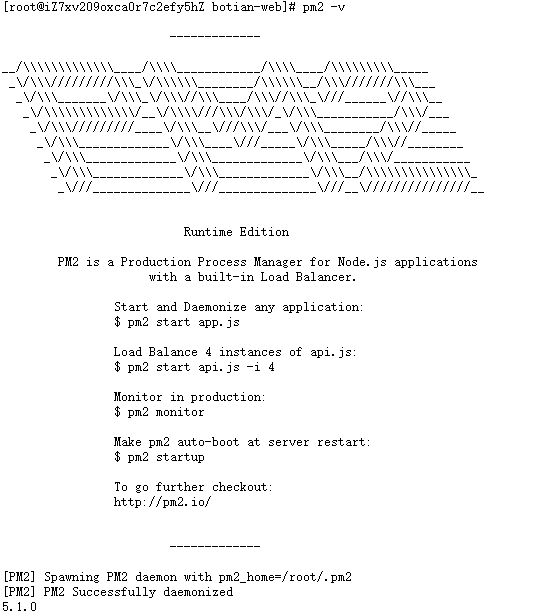 [root@iZ7xv209oxca0r7c2efy5hZ botian-web]# pm2 -v
-------------
__/\\\\\\\\\\\\\____/\\\\____________/\\\\____/\\\\\\\\\_____
_\/\\\/////////\\\_\/\\\\\\________/\\\\\\__/\\\///////\\\___
_\/\\\_______\/\\\_\/\\\//\\\____/\\\//\\\_\///______\//\\\__
_\/\\\\\\\\\\\\\/__\/\\\\///\\\/\\\/_\/\\\___________/\\\/___
_\/\\\/////////____\/\\\__\///\\\/___\/\\\_________/\\\//_____
_\/\\\_____________\/\\\____\///_____\/\\\_____/\\\//________
_\/\\\_____________\/\\\_____________\/\\\___/\\\/___________
_\/\\\_____________\/\\\_____________\/\\\__/\\\\\\\\\\\\\\\_
_\///______________\///______________\///__\///////////////__
Runtime Edition
PM2 is a Production Process Manager for Node.js applications
with a built-in Load Balancer.
Start and Daemonize any application:
$ pm2 start app.js
Load Balance 4 instances of api.js:
$ pm2 start api.js -i 4
Monitor in production:
$ pm2 monitor
Make pm2 auto-boot at server restart:
$ pm2 startup
To go further checkout:
http://pm2.io/
-------------
[PM2] Spawning PM2 daemon with pm2_home=/root/.pm2
[PM2] PM2 Successfully daemonized
5.1.0